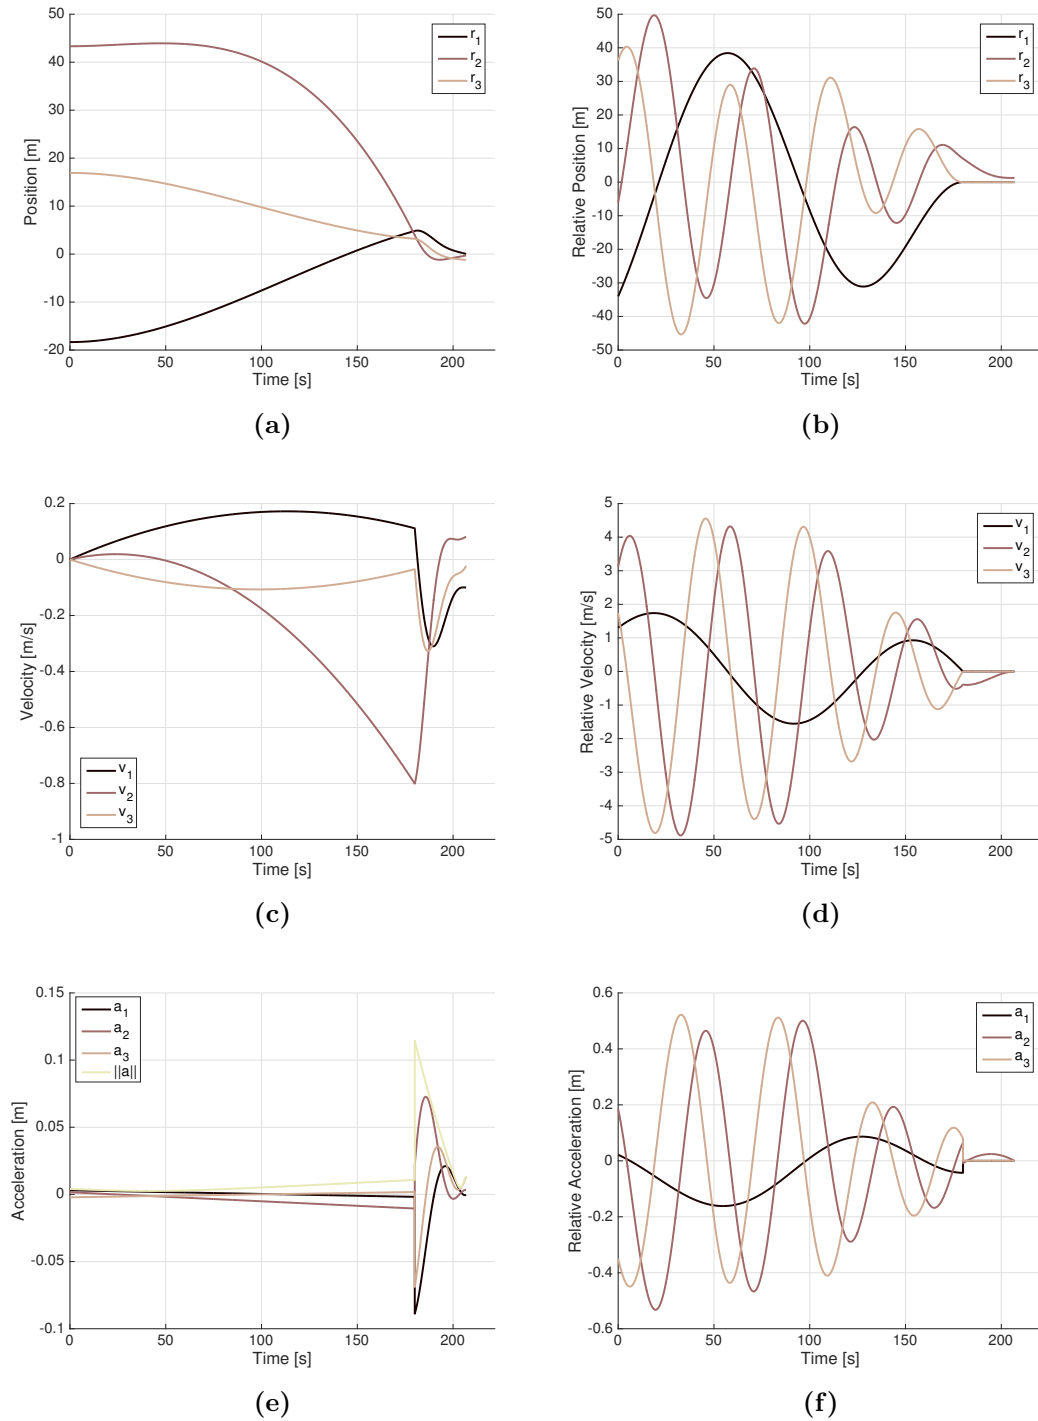 50
40
30
20
10
0
-10
-20
0
50
100
150
200
Position [m]
Time [s]
r1
r2
r3
(a)
50
40
30
20
10
0
-10
-20
-30
-40
-50
0
50
100
150
200
Relative Position [m]
Time [s]
r1
r2
r3
(b)
0.2
0
-0.2
-0.4
-0.6
-0.8
-1
0
50
100
150
200
Velocity [m/s]
Time [s]
v1
v2
v3
(c)
5
4
3
2
1
0
-1
-2
-3
-4
-5
0
50
100
150
200
Relative Velocity [m/s]
Time [s]
v1
v2
v3
(d)
0.15
0.1
0.05
0
-0.05
-0.1
0
50
100
150
200
Acceleration [m]
Time [s]
a1
a2
a3
||a||
(e)
0.6
0.4
0.2
0
-0.2
-0.4
-0.6
0
50
100
150
200
Relative Acceleration [m]
Time [s]
a1
a2
a3
(f)